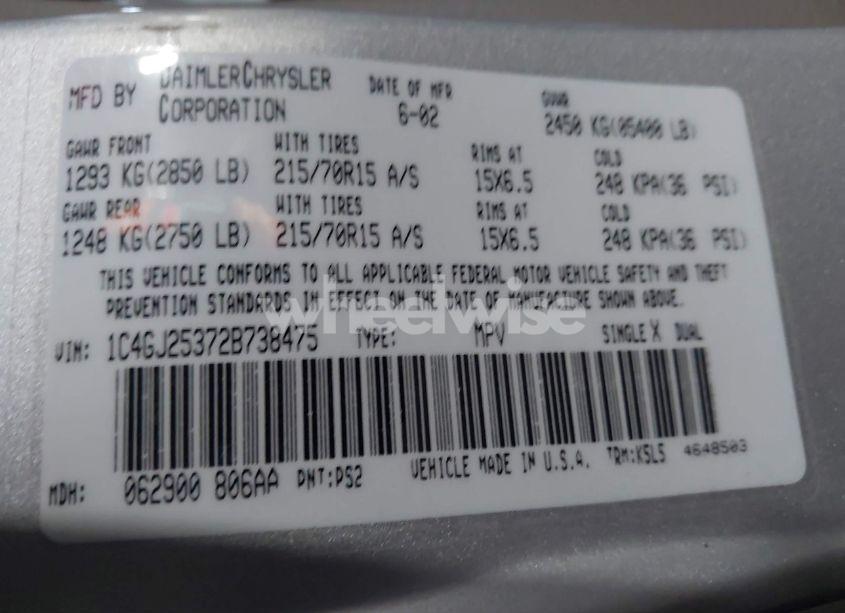 MFD BY DAIMLERCHRYSLER CORPORATION DATE OF MFR 6-02 GVWR 2450 KG(05400 LB)
GAWR FRONT WITH TIRES RIMS AT COLD
1293 KG(2850 LB) 215/70R15 A/S 15X6.5 248 KPA(36 PSI)
GAWR REAR WITH TIRES RIMS AT COLD
1248 KG(2750 LB) 215/70R15 A/S 15X6.5 248 KPA(36 PSI)
THIS VEHICLE CONFORMS TO ALL APPLICABLE FEDERAL MOTOR VEHICLE SAFETY AND THEFT
PREVENTION STANDARDS IN EFFECT ON THE DATE OF MANUFACTURE SHOWN ABOVE.
wheelwise
VIN: 1C4GJ25372B738475 TYPE: MPV SINGLE X DUAL
MDH: 062900 806AA PNT:PS2 VEHICLE MADE IN U.S.A. TRM:K5L5 4648503